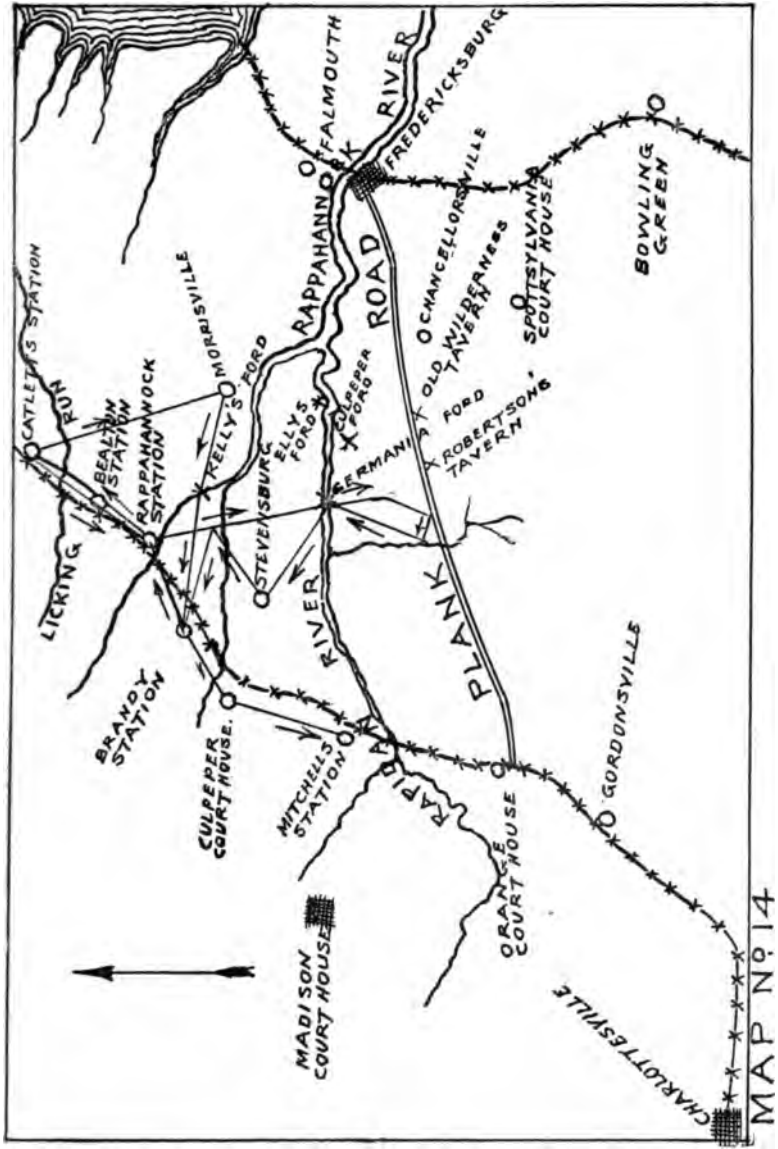 CATLETT'S STATION
LICKING
RUN
BEALTON
STATION
RAPPAHANNOCK
STATION
MORRISVILLE
KELLY'S FORD
BRANDY
STATION
STEVENSBURG
CULPEPER
COURT HOUSE.
MITCHELLS
STATION
MADISON
COURT HOUSE
RAPPAHANNOCK
RIVER
FALMOUTH
FREDERICKSBURG
ELLY'S
FORD
CULPEPER
FORD
GERMANIA FORD
RAPIDAN
RIVER
PLANK
ROAD
CHANCELLORSVILLE
OLD WILDERNESS
TAVERN
ROBERTSONS'
TAVERN
SPOTTSYLVANIA
COURT HOUSE
BOWLING
GREEN
ORANGE
COURT HOUSE
GORDONSVILLE
CHARLOTTESVILLE
MAP No 14